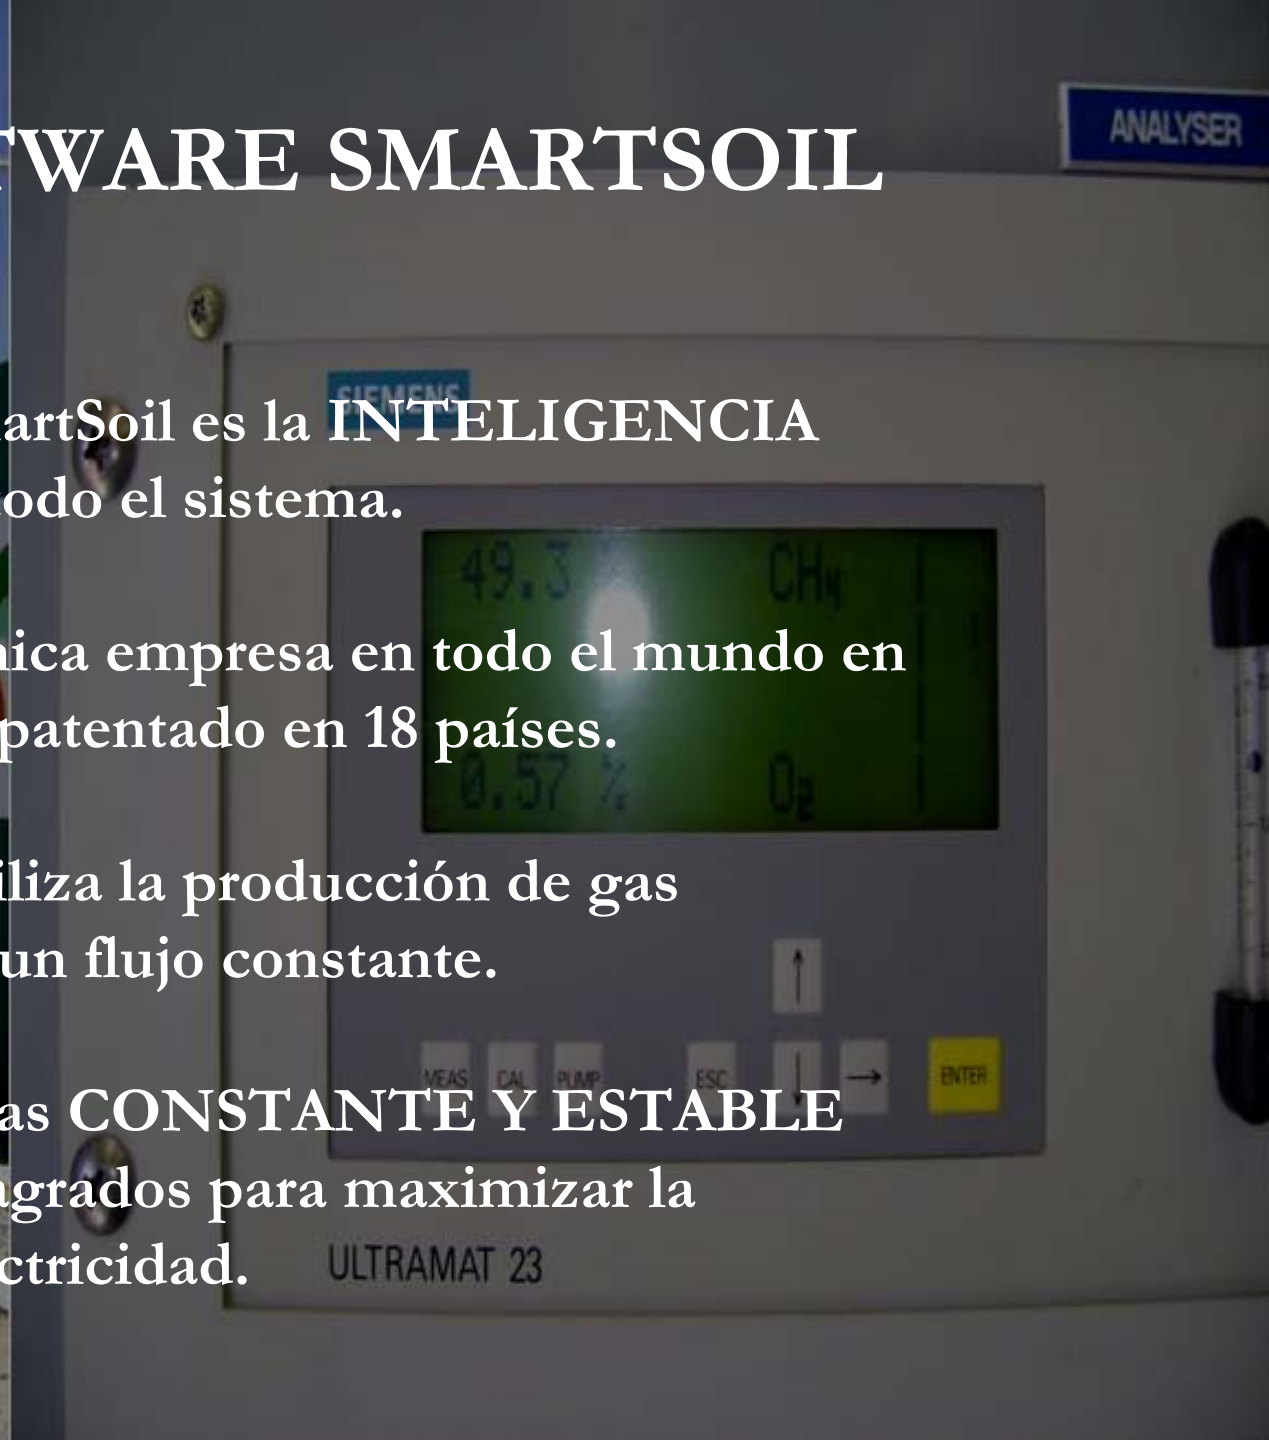 TWARE SMARTSOIL
ANALYSER
SIEMENS
artSoil es la INTELIGENCIA
todo el sistema.
49.3 % CH4
nica empresa en todo el mundo en
patentado en 18 países.
0.57 % O2
iliza la producción de gas
un flujo constante.
MEAS CAL PUMP ESC ENTER
as CONSTANTE Y ESTABLE
agrados para maximizar la
ctricidad.
ULTRAMAT 23